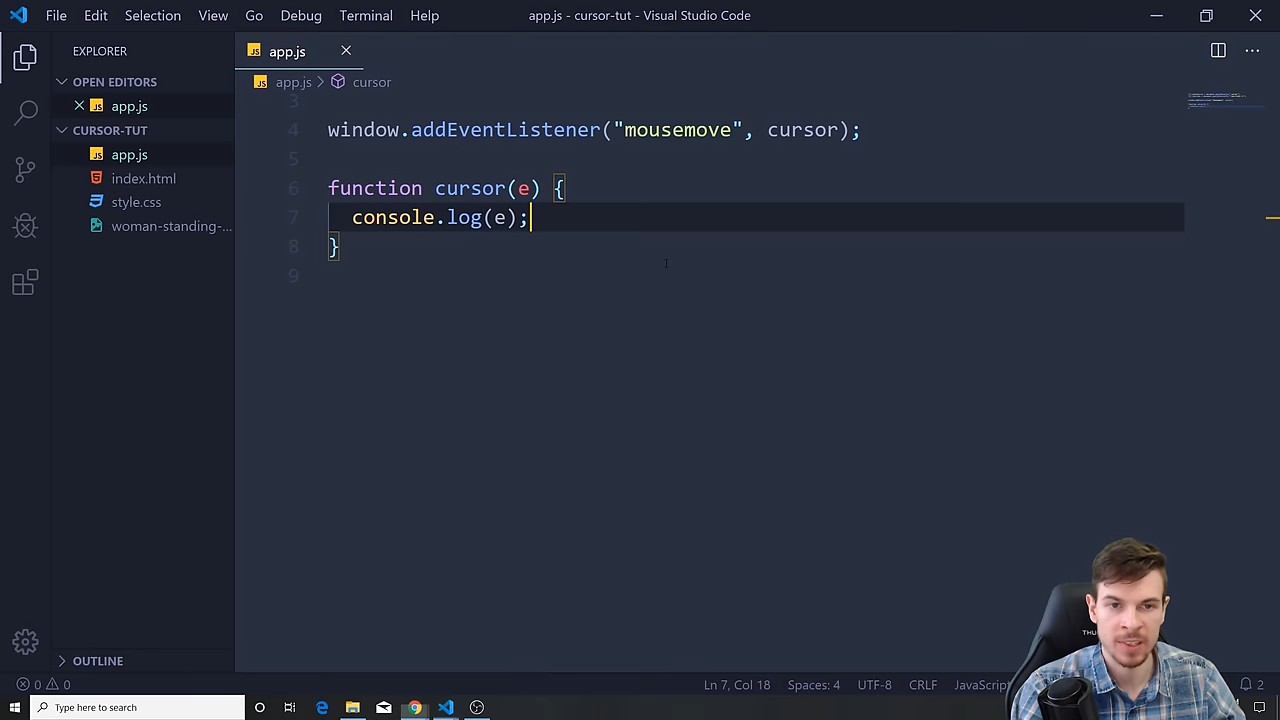 File Edit Selection View Go Debug Terminal Help
app.js - cursor-tut - Visual Studio Code
EXPLORER
OPEN EDITORS
app.js
CURSOR-TUT
app.js
index.html
style.css
woman-standing-...
OUTLINE
JS app.js
JS app.js > cursor
3
4 window.addEventListener("mousemove", cursor);
5
6 function cursor(e) {
7 console.log(e);
8 }
9
0 0
Ln 7, Col 18 Spaces: 4 UTF-8 CRLF
2
Type here to search